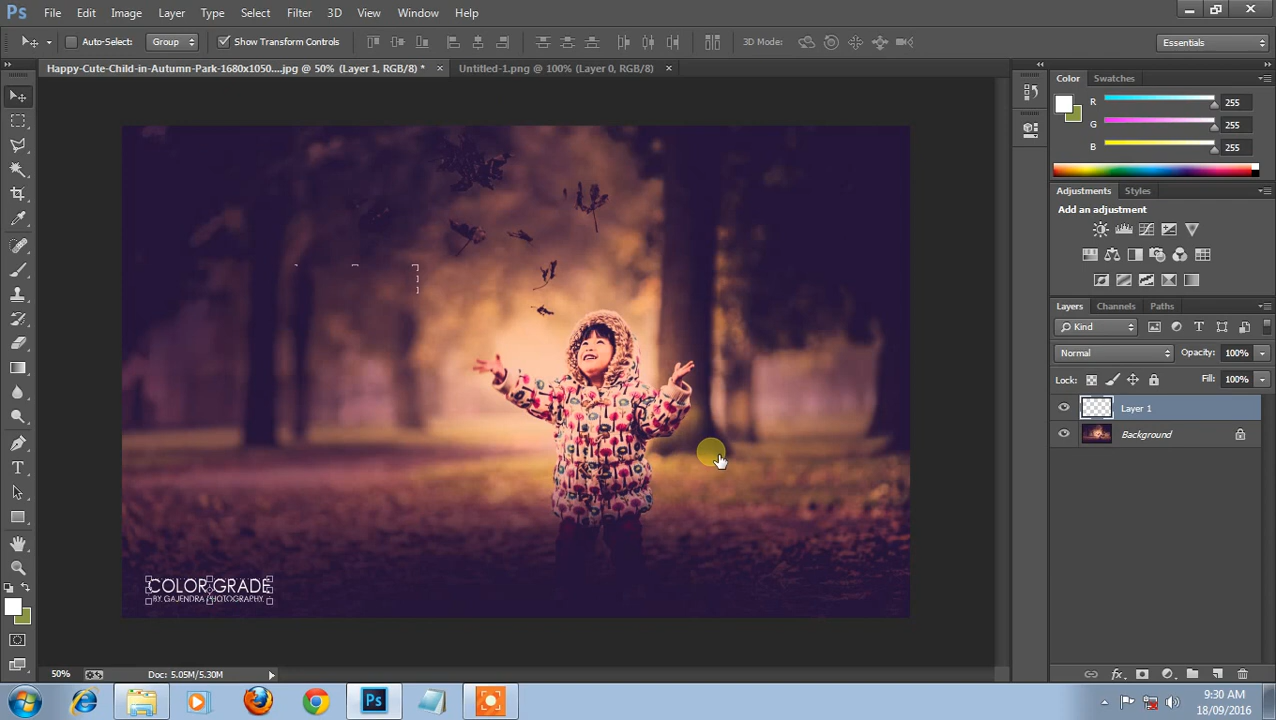 Ps File Edit Image Layer Type Select Filter 3D View Window Help
Auto-Select: Group Show Transform Controls 3D Mode: Essentials
Happy-Cute-Child-in-Autumn-Park-1680x1050....jpg @ 50% (Layer 1, RGB/8) * × Untitled-1.png @ 100% (Layer 0, RGB/8) ×
Color Swatches
R 255
G 255
B 255
Adjustments Styles
Add an adjustment
Layers Channels Paths
Kind
Normal Opacity: 100%
Lock: Fill: 100%
Layer 1
Background
COLOR GRADE
BY GAJENDRA PHOTOGRAPHY.
50% Doc: 5.05M/5.30M
Ps
9:30 AM
18/09/2016